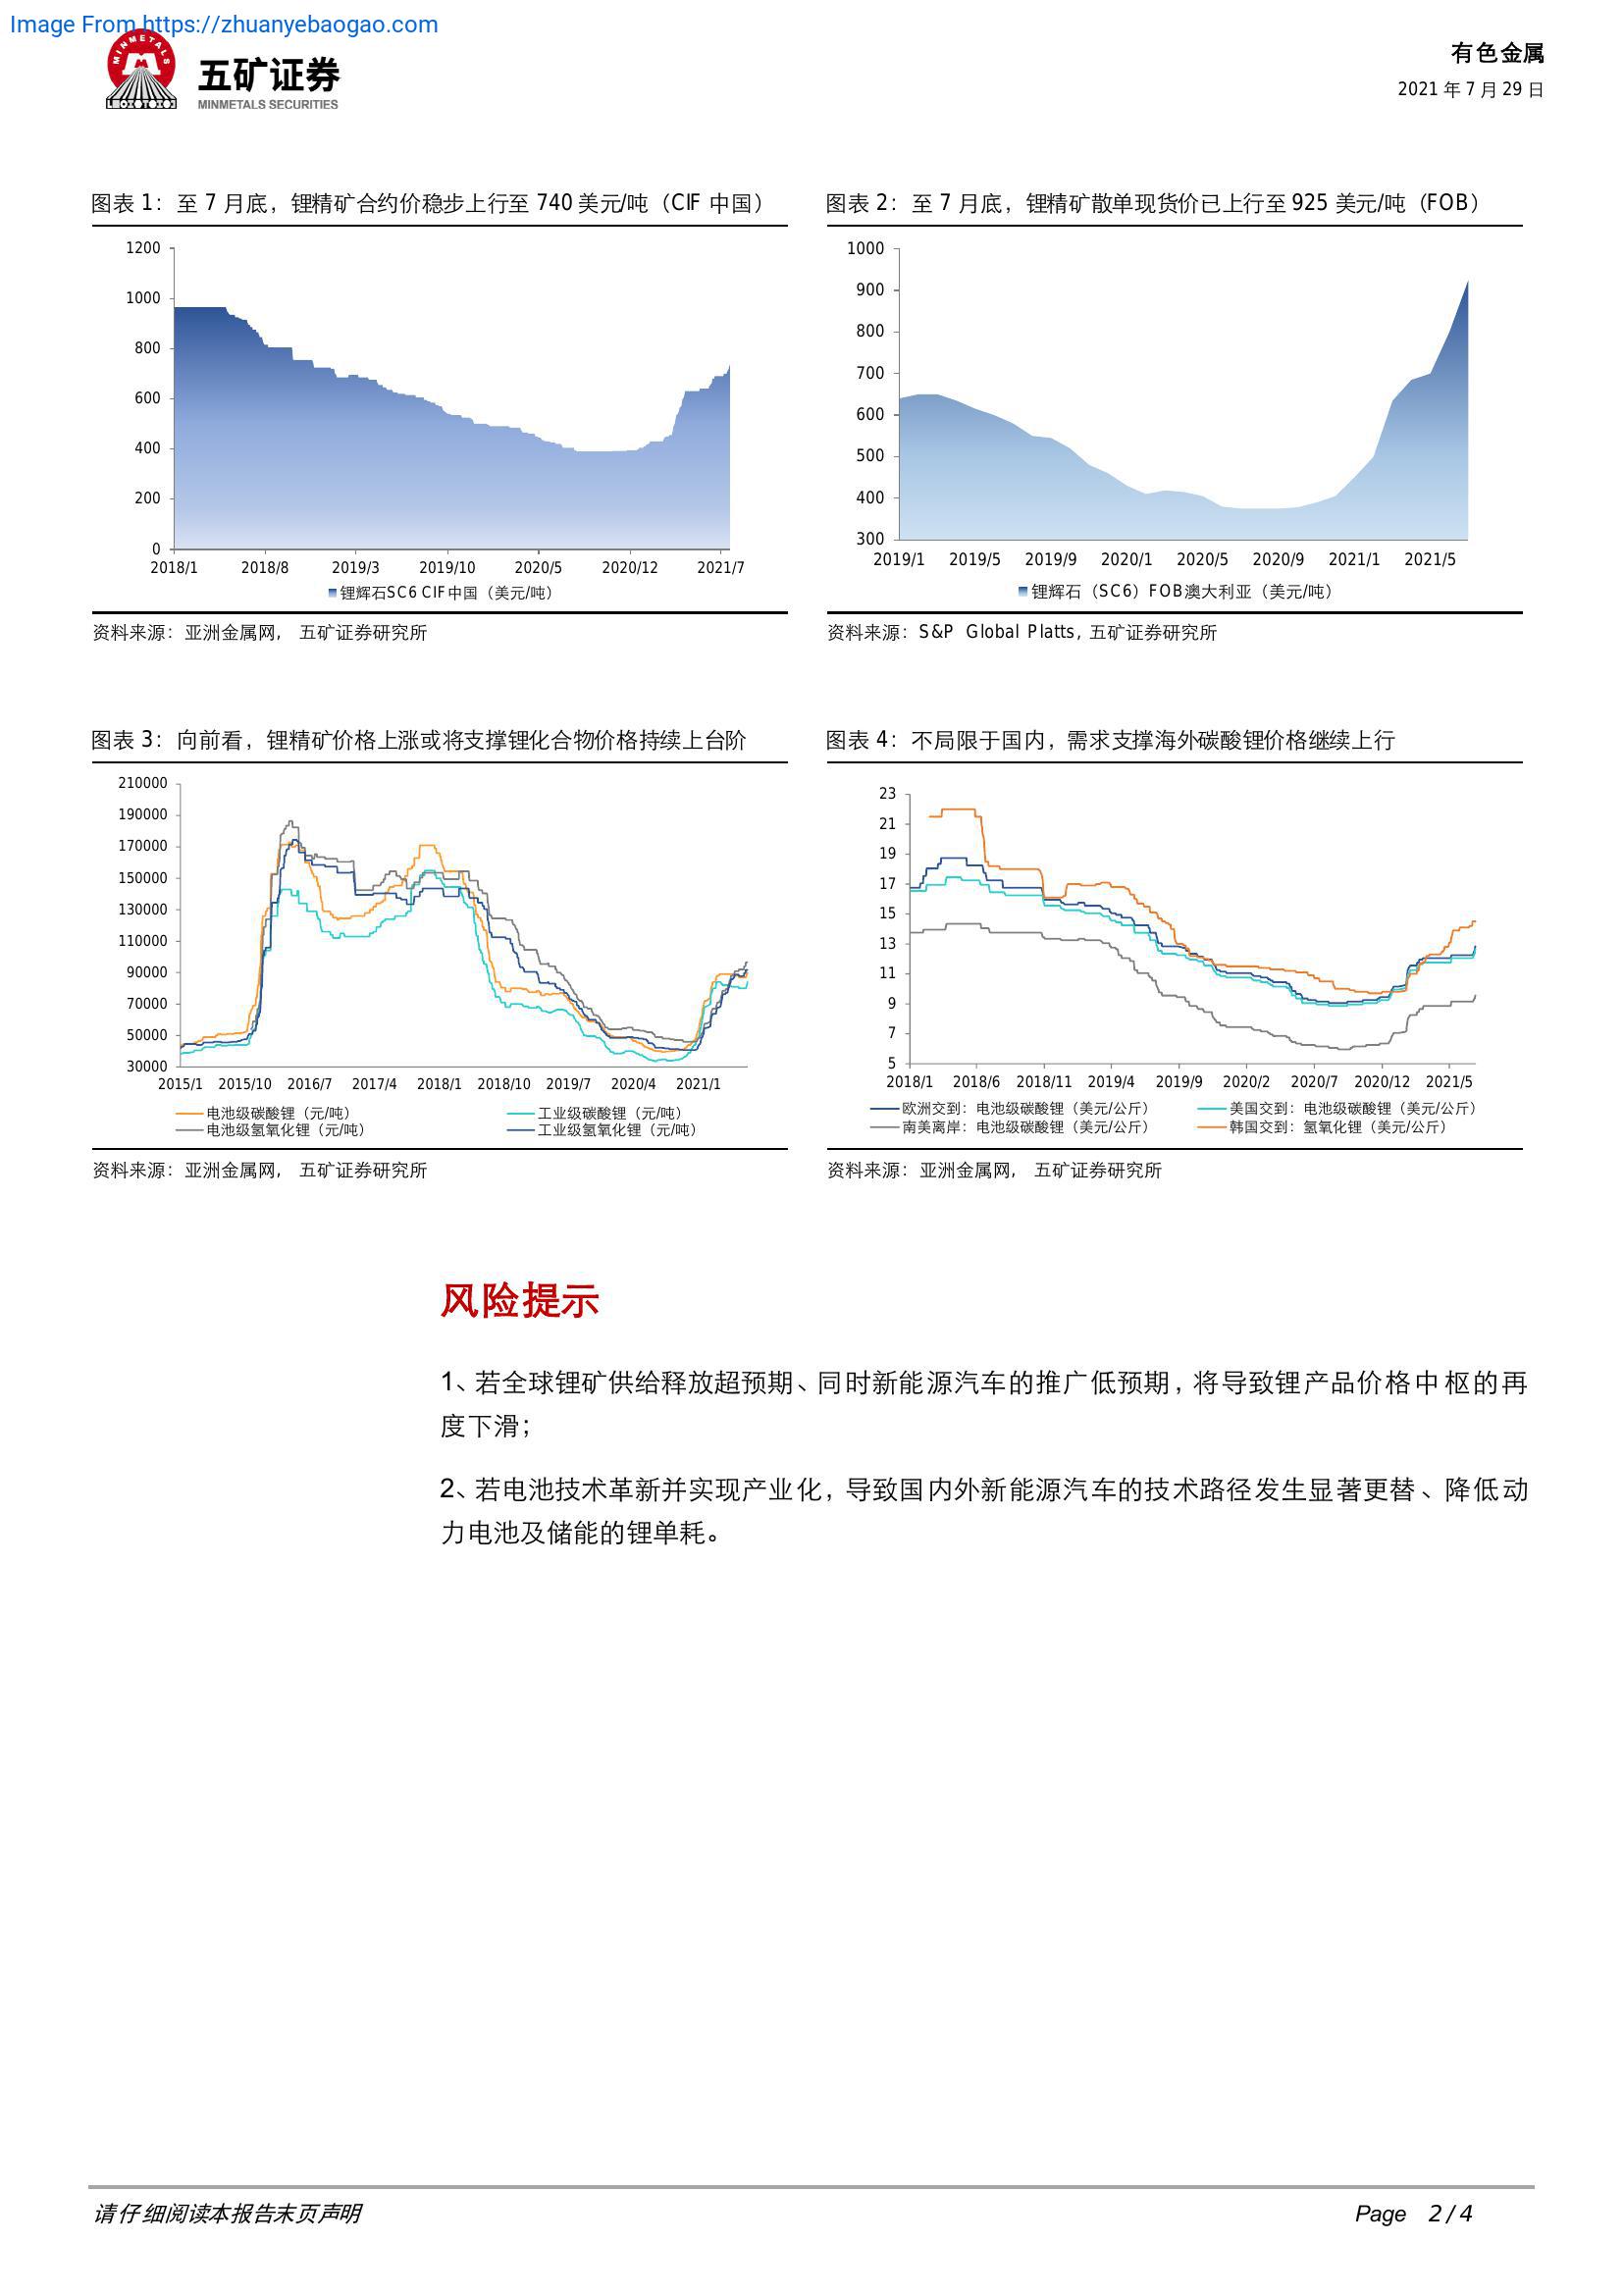 Image From https://zhuanyebaogao.com
MINMETALS
五矿证券
MINMETALS SECURITIES
有色金属
2021 年 7 月 29 日
图表 1：至 7 月底，锂精矿合约价稳步上行至 740 美元/吨（CIF 中国）
1200
1000
800
600
400
200
0
2018/1 2018/8 2019/3 2019/10 2020/5 2020/12 2021/7
锂辉石SC6 CIF中国（美元/吨）
资料来源：亚洲金属网， 五矿证券研究所
图表 2：至 7 月底，锂精矿散单现货价已上行至 925 美元/吨（FOB）
1000
900
800
700
600
500
400
300
2019/1 2019/5 2019/9 2020/1 2020/5 2020/9 2021/1 2021/5
锂辉石（SC6）FOB澳大利亚（美元/吨）
资料来源：S&P Global Platts, 五矿证券研究所
图表 3：向前看，锂精矿价格上涨或将支撑锂化合物价格持续上台阶
210000
190000
170000
150000
130000
110000
90000
70000
50000
30000
2015/1 2015/10 2016/7 2017/4 2018/1 2018/10 2019/7 2020/4 2021/1
电池级碳酸锂（元/吨） 工业级碳酸锂（元/吨）
电池级氢氧化锂（元/吨） 工业级氢氧化锂（元/吨）
资料来源：亚洲金属网， 五矿证券研究所
图表 4：不局限于国内，需求支撑海外碳酸锂价格继续上行
23
21
19
17
15
13
11
9
7
5
2018/1 2018/6 2018/11 2019/4 2019/9 2020/2 2020/7 2020/12 2021/5
欧洲交到：电池级碳酸锂（美元/公斤） 美国交到：电池级碳酸锂（美元/公斤）
南美离岸：电池级碳酸锂（美元/公斤） 韩国交到：氢氧化锂（美元/公斤）
资料来源：亚洲金属网， 五矿证券研究所
风险提示
1、若全球锂矿供给释放超预期、同时新能源汽车的推广低预期，将导致锂产品价格中枢的再
度下滑；
2、若电池技术革新并实现产业化，导致国内外新能源汽车的技术路径发生显著更替、降低动
力电池及储能的锂单耗。
请仔细阅读本报告末页声明
Page 2 / 4